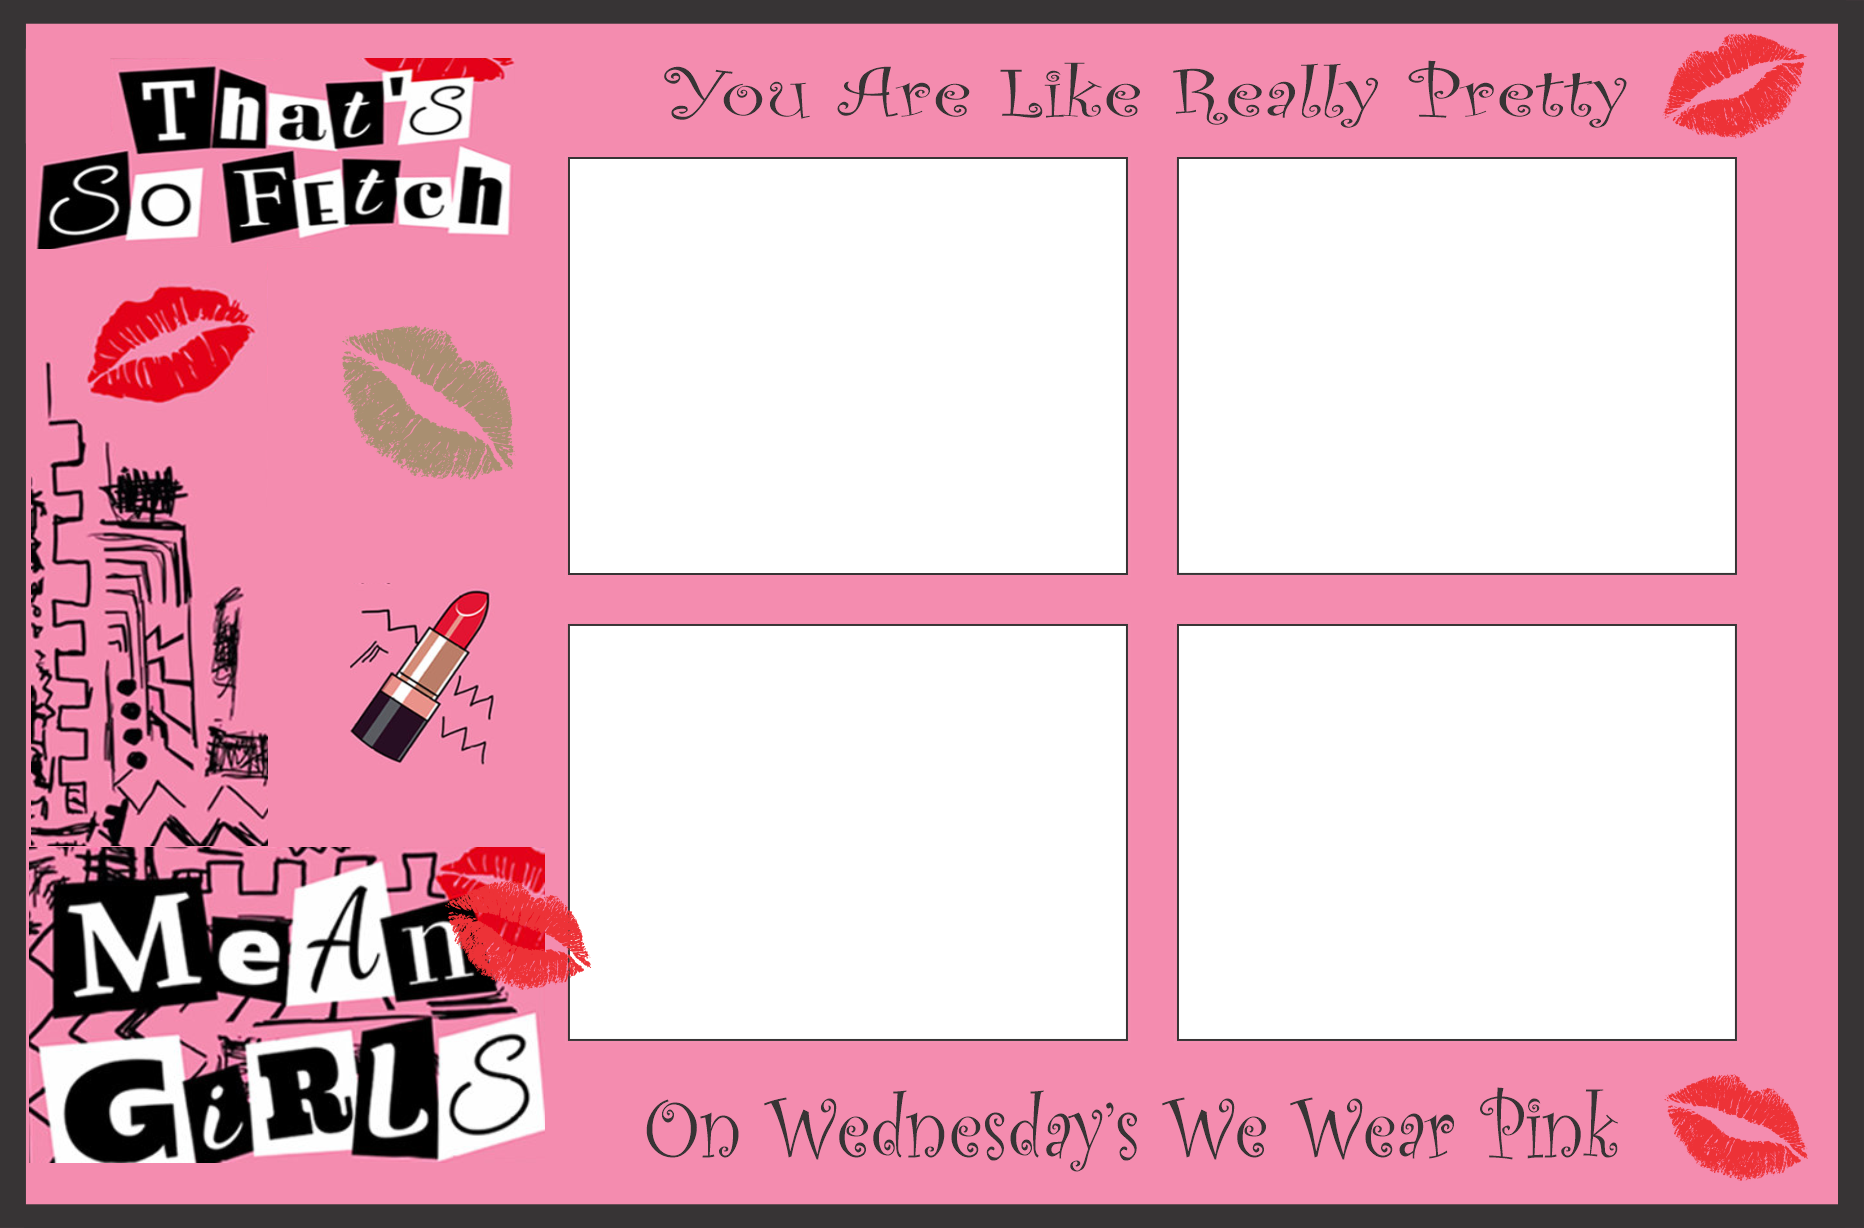 That's
So Fetch
You Are Like Really Pretty
MeAn
GiRLS
On Wednesday's We Wear Pink